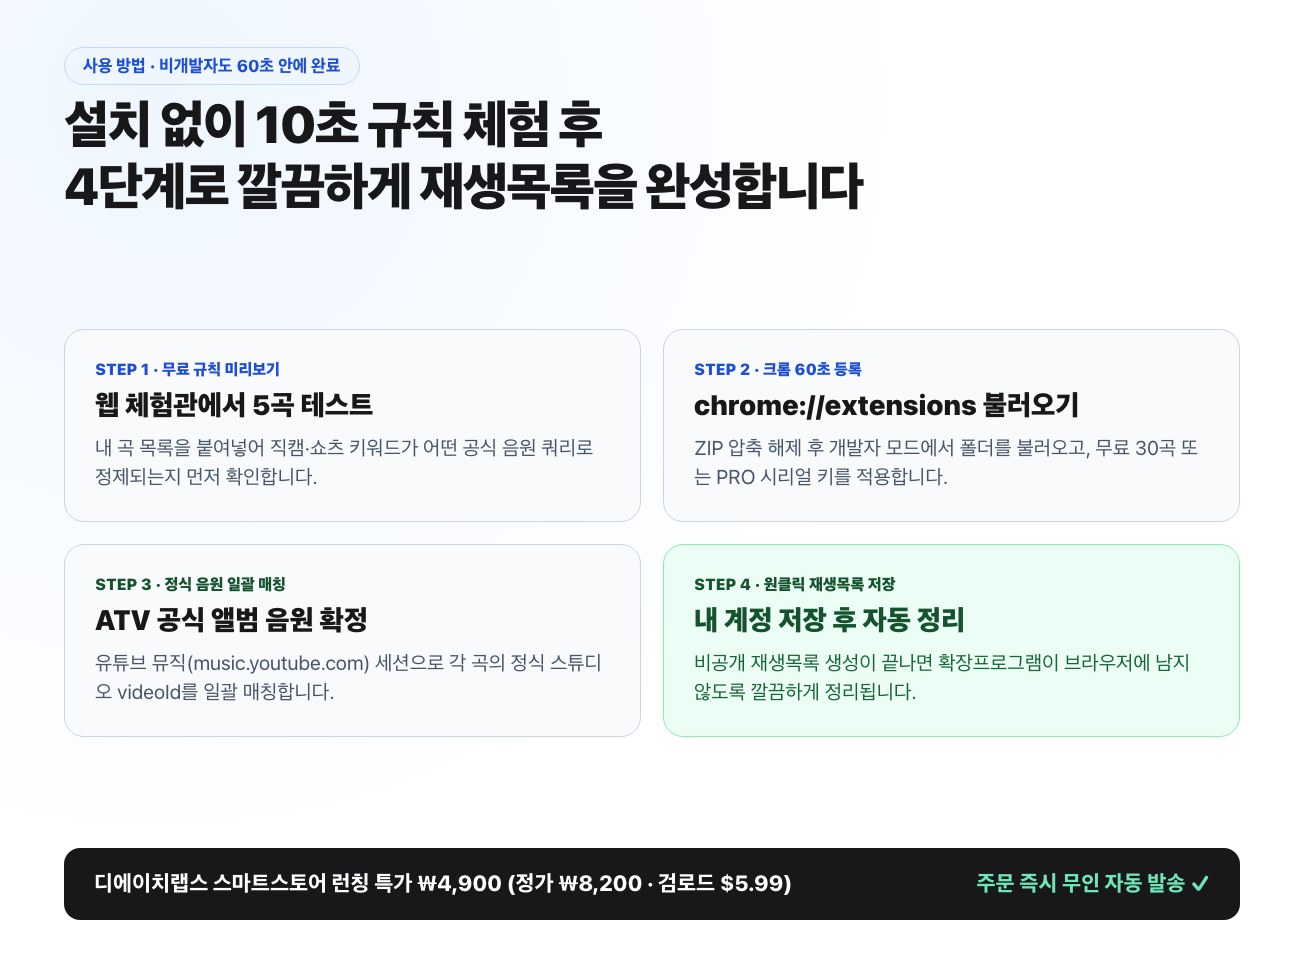 사용 방법 · 비개발자도 60초 안에 완료
설치 없이 10초 규칙 체험 후
4단계로 깔끔하게 재생목록을 완성합니다
STEP 1 · 무료 규칙 미리보기
웹 체험관에서 5곡 테스트
내 곡 목록을 붙여넣어 직캠·쇼츠 키워드가 어떤 공식 음원 쿼리로
정제되는지 먼저 확인합니다.
STEP 2 · 크롬 60초 등록
chrome://extensions 불러오기
ZIP 압축 해제 후 개발자 모드에서 폴더를 불러오고, 무료 30곡 또
는 PRO 시리얼 키를 적용합니다.
STEP 3 · 정식 음원 일괄 매칭
ATV 공식 앨범 음원 확정
유튜브 뮤직(music.youtube.com) 세션으로 각 곡의 정식 스튜디
오 videoId를 일괄 매칭합니다.
STEP 4 · 원클릭 재생목록 저장
내 계정 저장 후 자동 정리
비공개 재생목록 생성이 끝나면 확장프로그램이 브라우저에 남지
않도록 깔끔하게 정리됩니다.
디에이치랩스 스마트스토어 런칭 특가 ₩4,900 (정가 ₩8,200 · 검로드 $5.99)
주문 즉시 무인 자동 발송 ✓